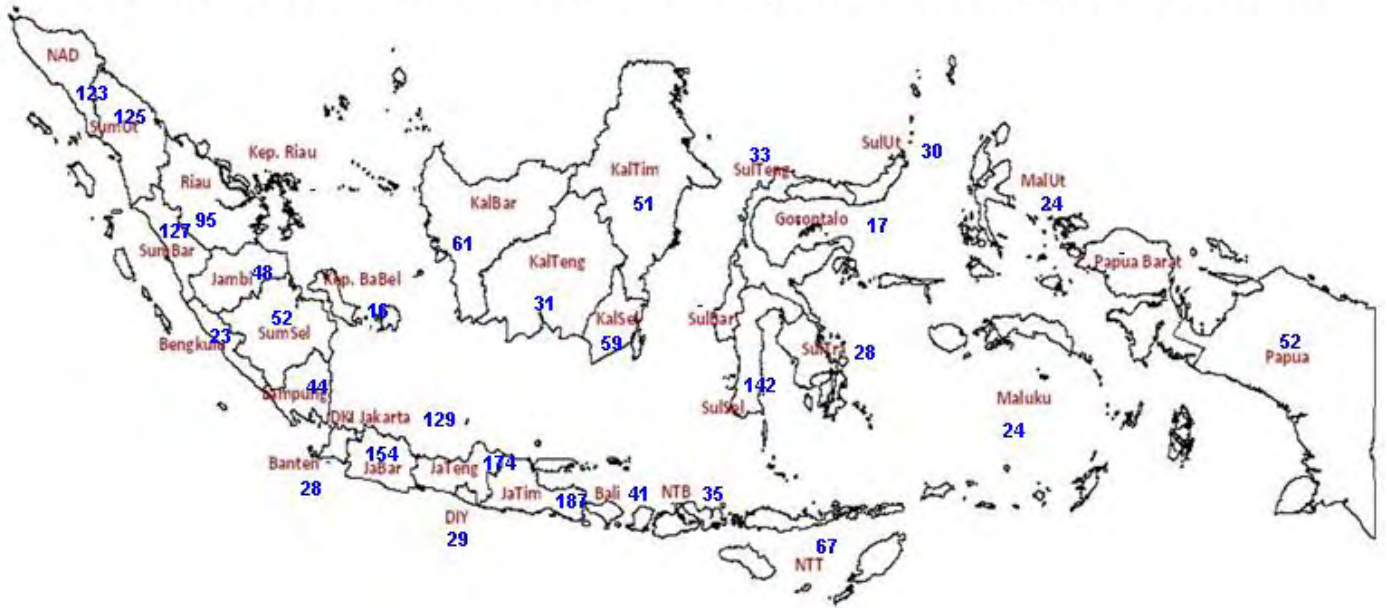 NAD
123
125
SumUt
Kep. Riau
Riau
95
127
SumBar
Jambi
48
Kep. BaBel
16
52
SumSel
23
Bengkulu
44
Lampung
DKI Jakarta
129
154
JaBar
Banten
28
JaTeng
174
JaTim
187
DIY
29
Bali
41
NTB
35
67
NTT
KalBar
61
KalTim
51
KalTeng
31
KalSel
59
33
SulTeng
SulUt
30
Gorontalo
17
SulBar
SulTra
28
142
SulSel
MalUt
24
Maluku
24
Papua Barat
52
Papua